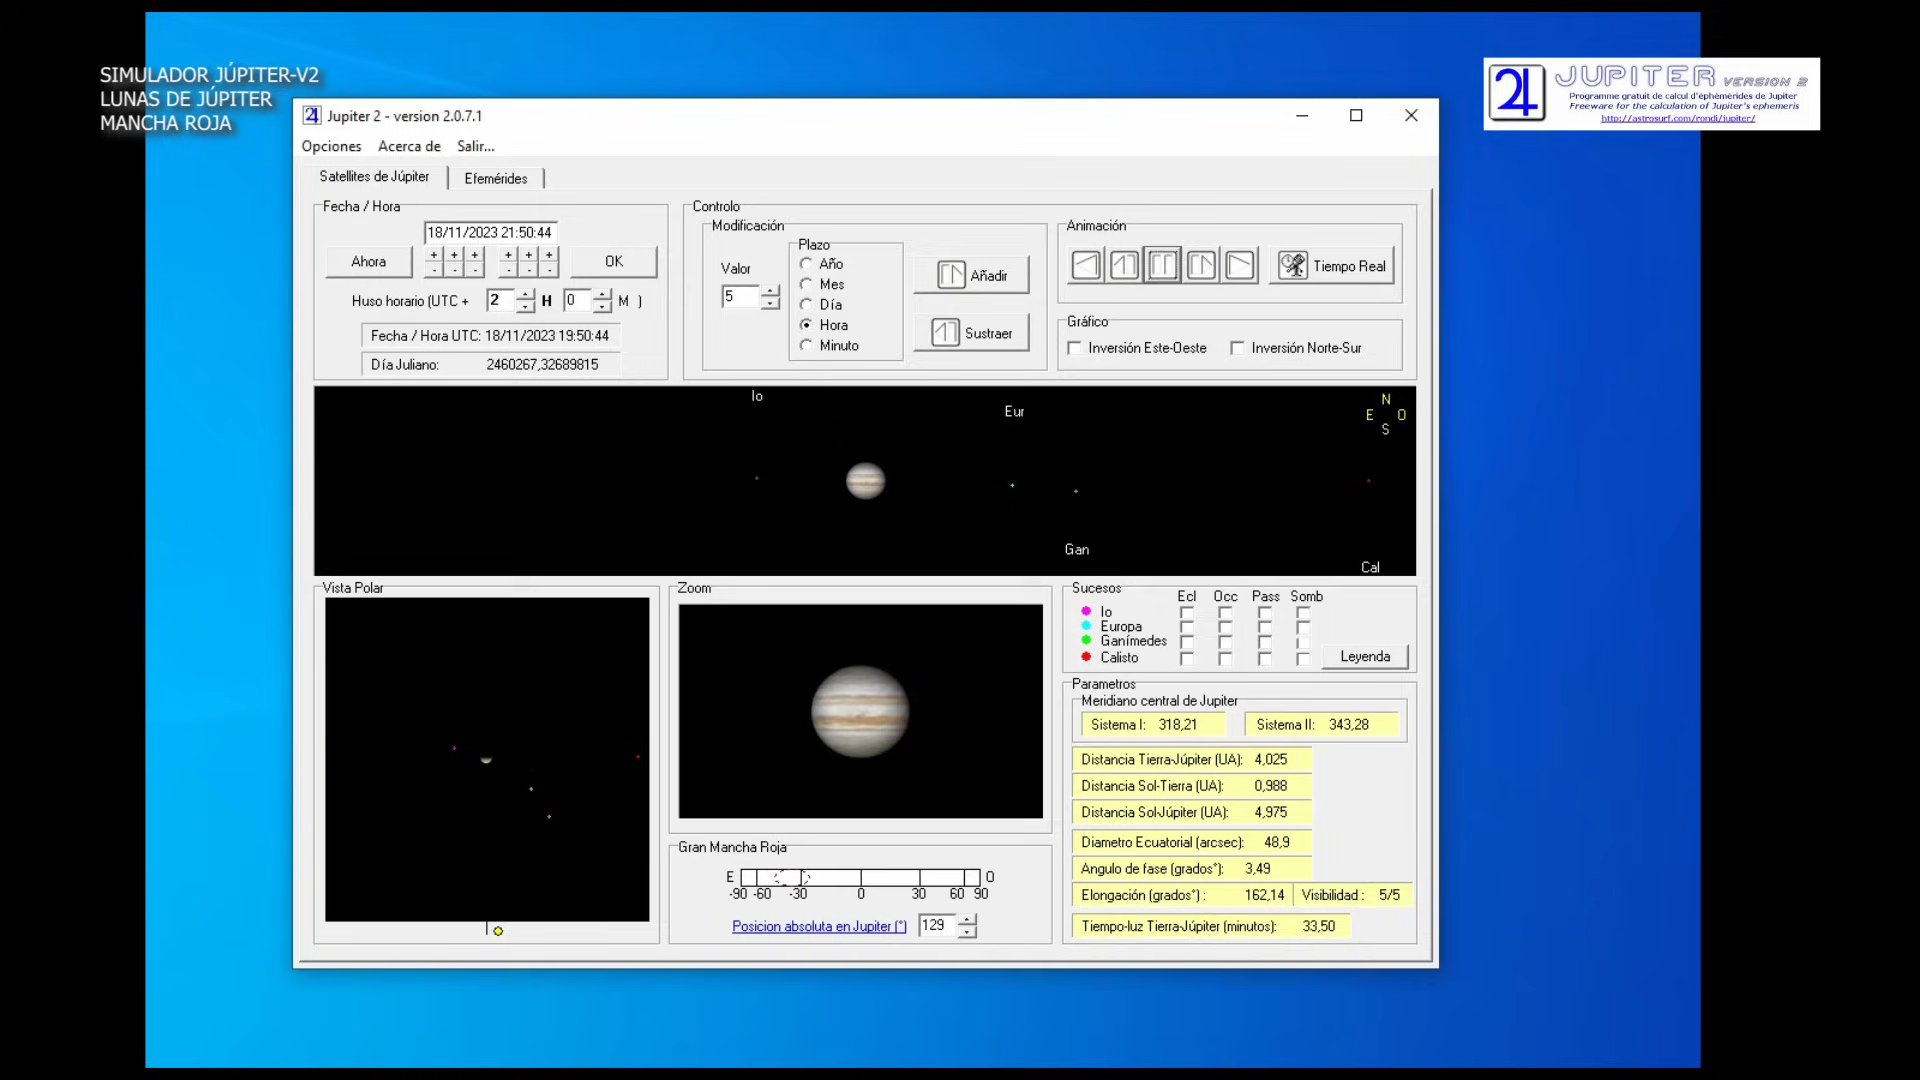 SIMULADOR JÚPITER-V2
LUNAS DE JÚPITER
MANCHA ROJA
JUPITER VERSION 2
Programme gratuit de calcul d'éphémérides de Jupiter
Freeware for the calculation of Jupiter's ephemeris
http://astrosurf.com/rondi/jupiter/
Jupiter 2 - version 2.0.7.1
Opciones Acerca de Salir...
Satellites de Júpiter Efemérides
Fecha / Hora
18/11/2023 21:50:44
Ahora
+ + + + + +
- - - - - -
OK
Huso horario (UTC + 2 H 0 M )
Fecha / Hora UTC: 18/11/2023 19:50:44
Día Juliano: 2460267,32689815
Controlo
Modificación
Valor
5
Plazo
Año
Mes
Día
Hora
Minuto
Añadir
Sustraer
Animación
Tiempo Real
Gráfico
Inversión Este-Oeste Inversión Norte-Sur
Io
Eur
Gan
Cal
N
E O
S
Vista Polar
Zoom
Gran Mancha Roja
E O
-90 -60 -30 0 30 60 90
Posicion absoluta en Jupiter (°) 129
Sucesos
Ecl Occ Pass Somb
Io
Europa
Ganímedes
Calisto
Leyenda
Parametros
Meridiano central de Jupiter
Sistema I: 318,21 Sistema II: 343,28
Distancia Tierra-Júpiter (UA): 4,025
Distancia Sol-Tierra (UA): 0,988
Distancia Sol-Júpiter (UA): 4,975
Diametro Ecuatorial (arcsec): 48,9
Angulo de fase (grados°): 3,49
Elongación (grados°) : 162,14 Visibilidad : 5/5
Tiempo-luz Tierra-Júpiter (minutos): 33,50